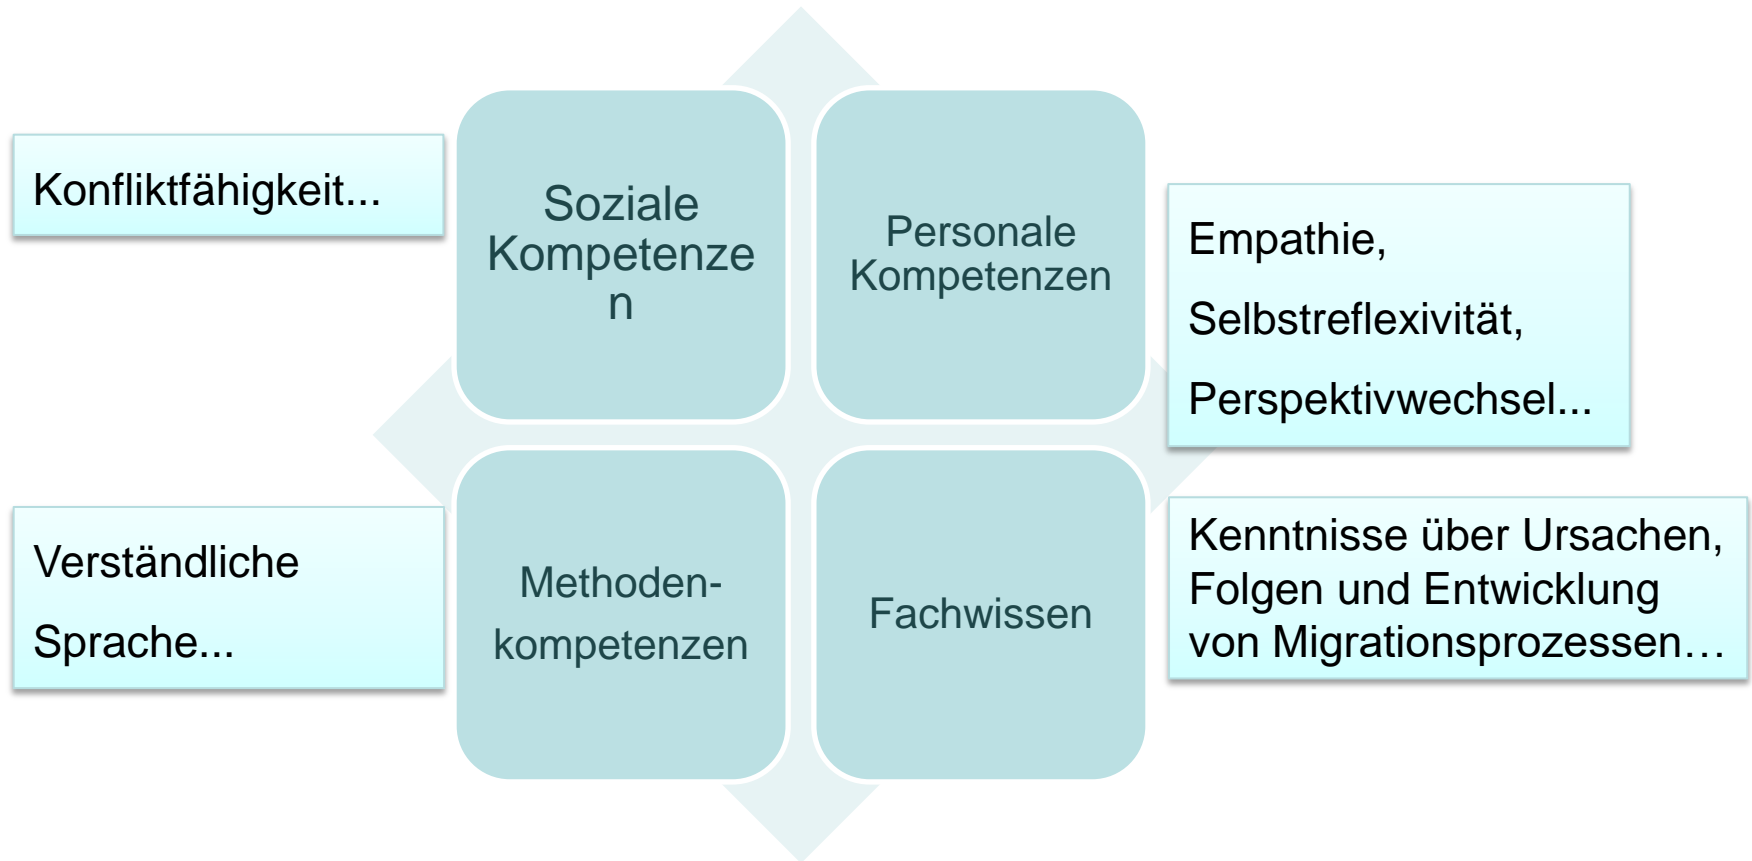 Konfliktfähigkeit...
Soziale
Kompetenze
n
Personale
Kompetenzen
Empathie,
Selbstreflexivität,
Perspektivwechsel...
Verständliche
Sprache...
Methoden-
kompetenzen
Fachwissen
Kenntnisse über Ursachen,
Folgen und Entwicklung
von Migrationsprozessen…